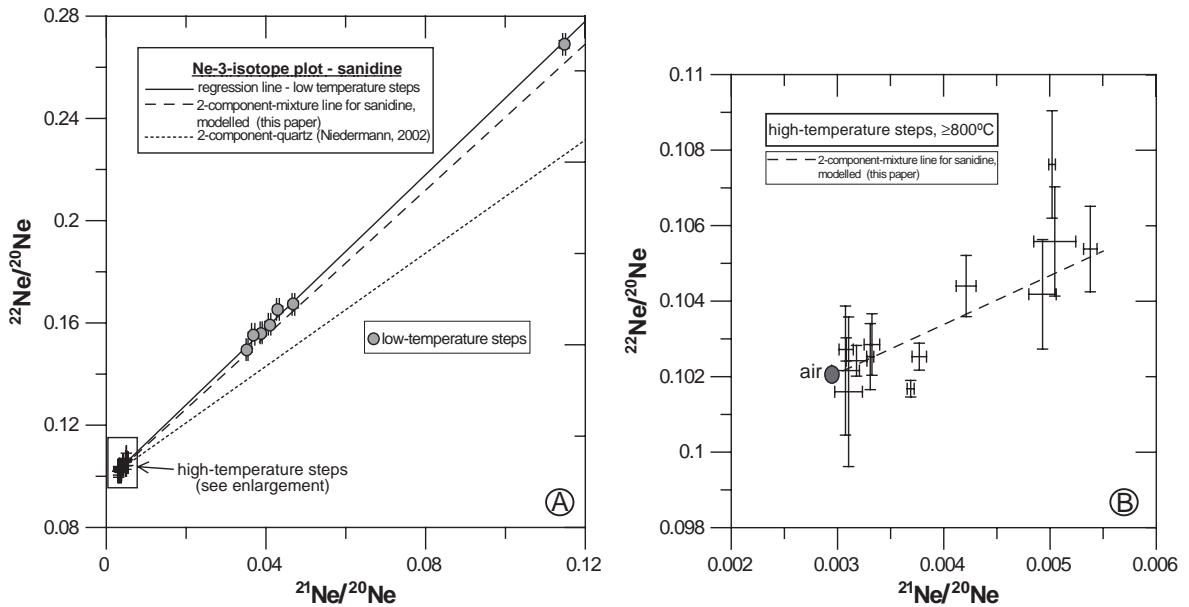 0.28
0.24
0.2
0.16
0.12
0.08
22Ne/20Ne
Ne-3-isotope plot - sanidine
regression line - low temperature steps
2-component-mixture line for sanidine,
modelled (this paper)
2-component-quartz (Niedermann, 2002)
low-temperature steps
high-temperature steps
(see enlargement)
A
0
0.04
0.08
0.12
21Ne/20Ne
0.11
0.108
0.106
0.104
0.102
0.1
0.098
22Ne/20Ne
high-temperature steps, ≥800ºC
2-component-mixture line for sanidine,
modelled (this paper)
air
B
0.002
0.003
0.004
0.005
0.006
21Ne/20Ne